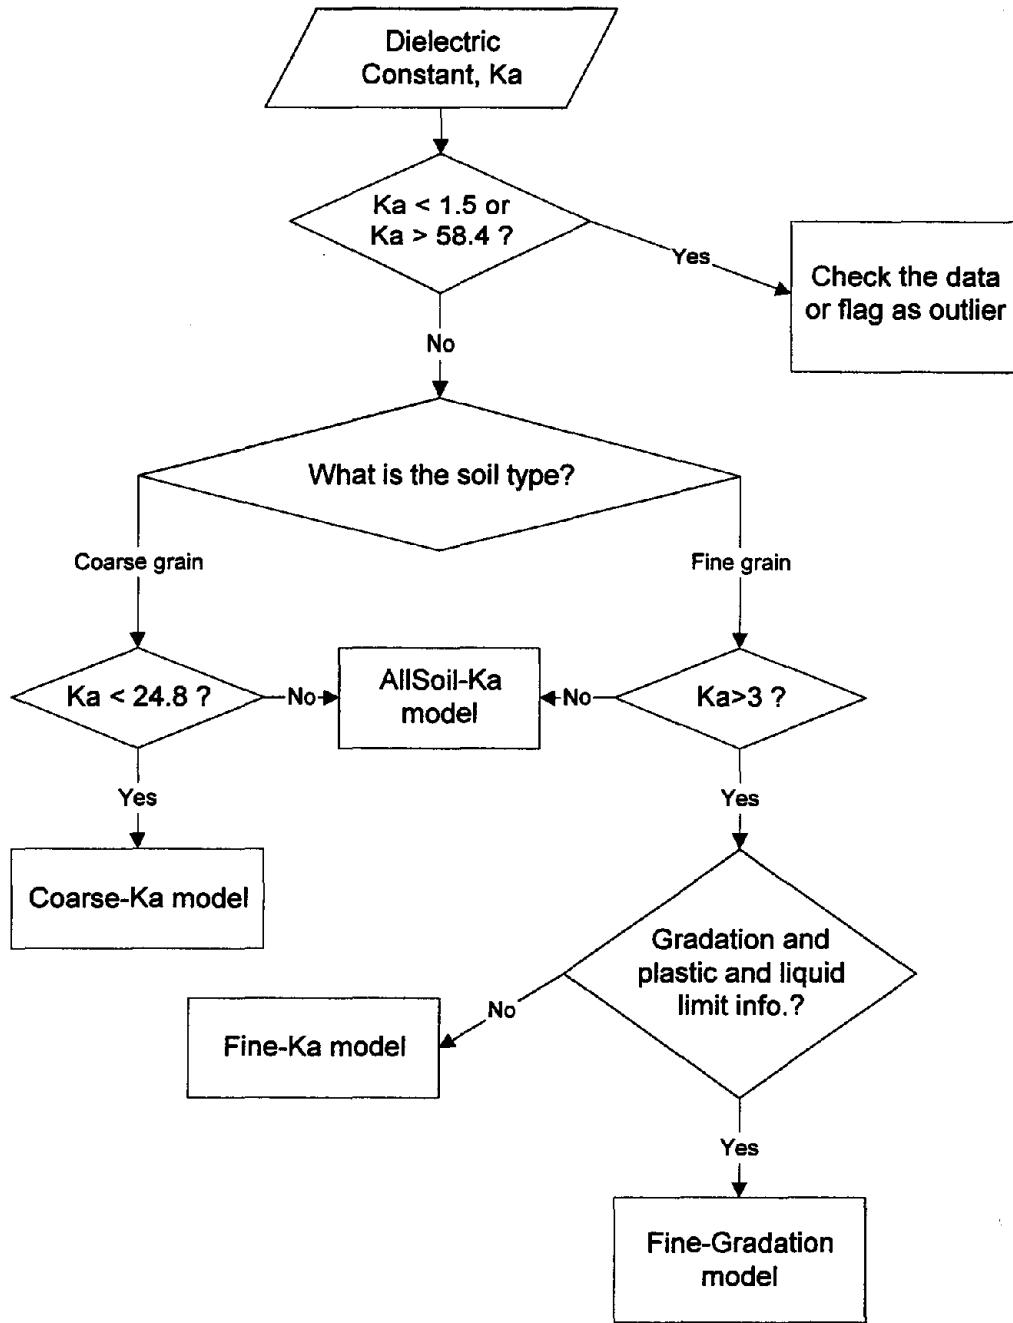 Dielectric
Constant, Ka
Ka < 1.5 or
Ka > 58.4 ?
Yes
Check the data
or flag as outlier
No
What is the soil type?
Coarse grain
Fine grain
Ka < 24.8 ?
No
AllSoil-Ka
model
No
Ka>3 ?
Yes
Yes
Coarse-Ka model
Gradation and
plastic and liquid
limit info.?
No
Fine-Ka model
Yes
Fine-Gradation
model